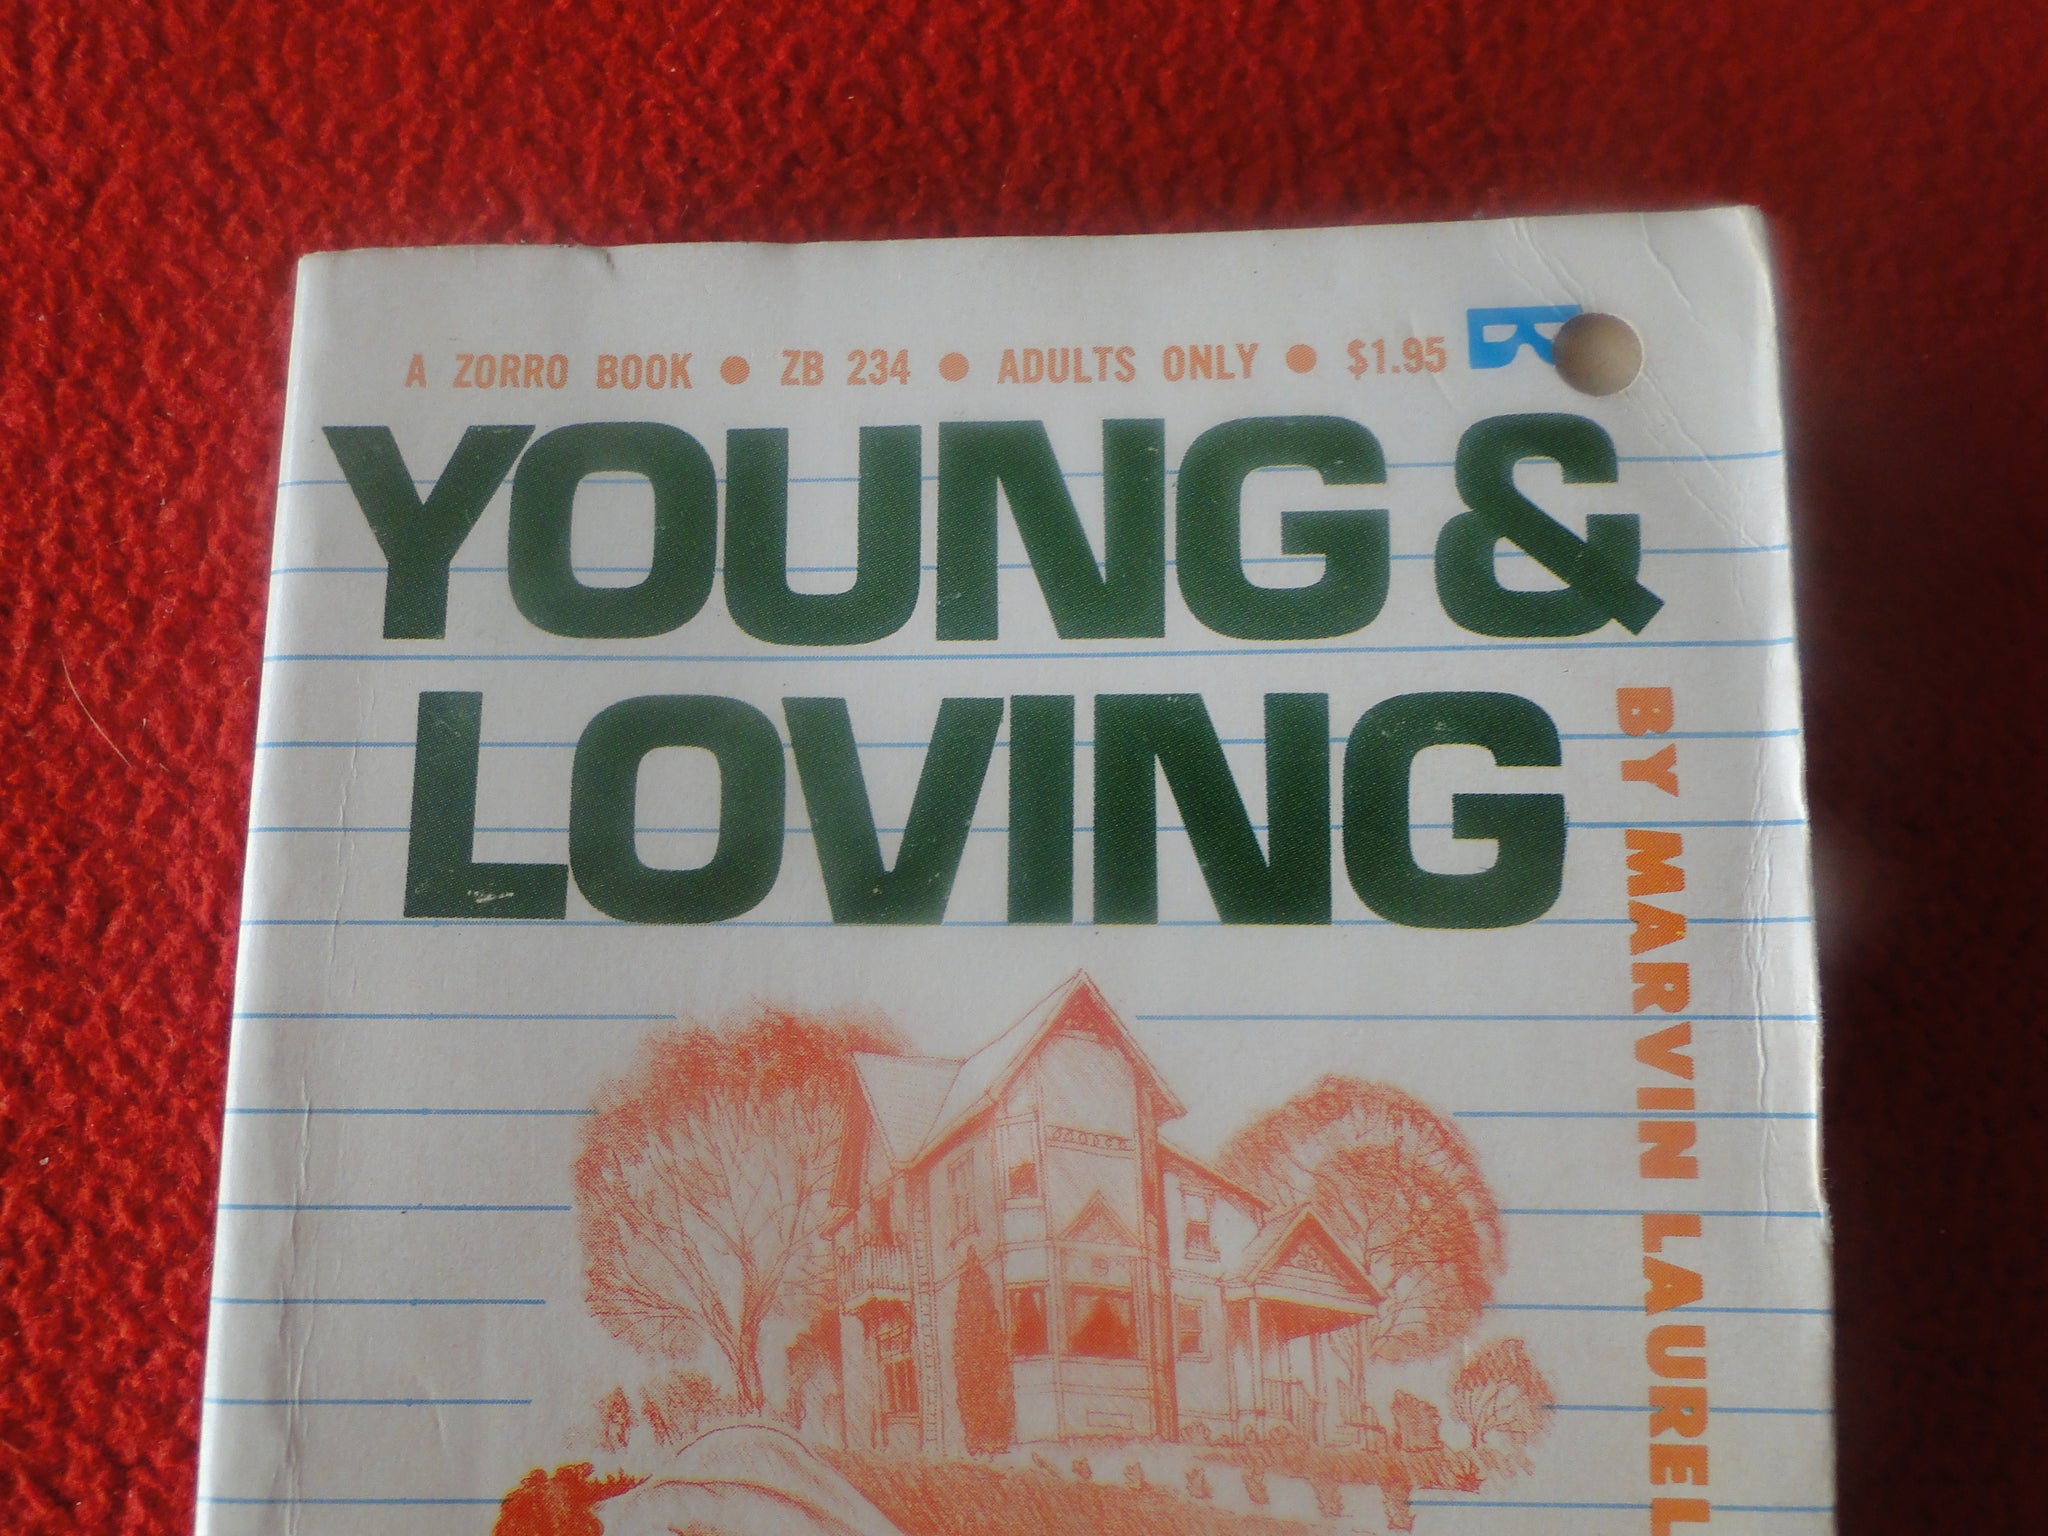 A ZORRO BOOK ● ZB 234 ● ADULTS ONLY ● $1.95
YOUNG &
LOVING
BY MARVIN LAUREL